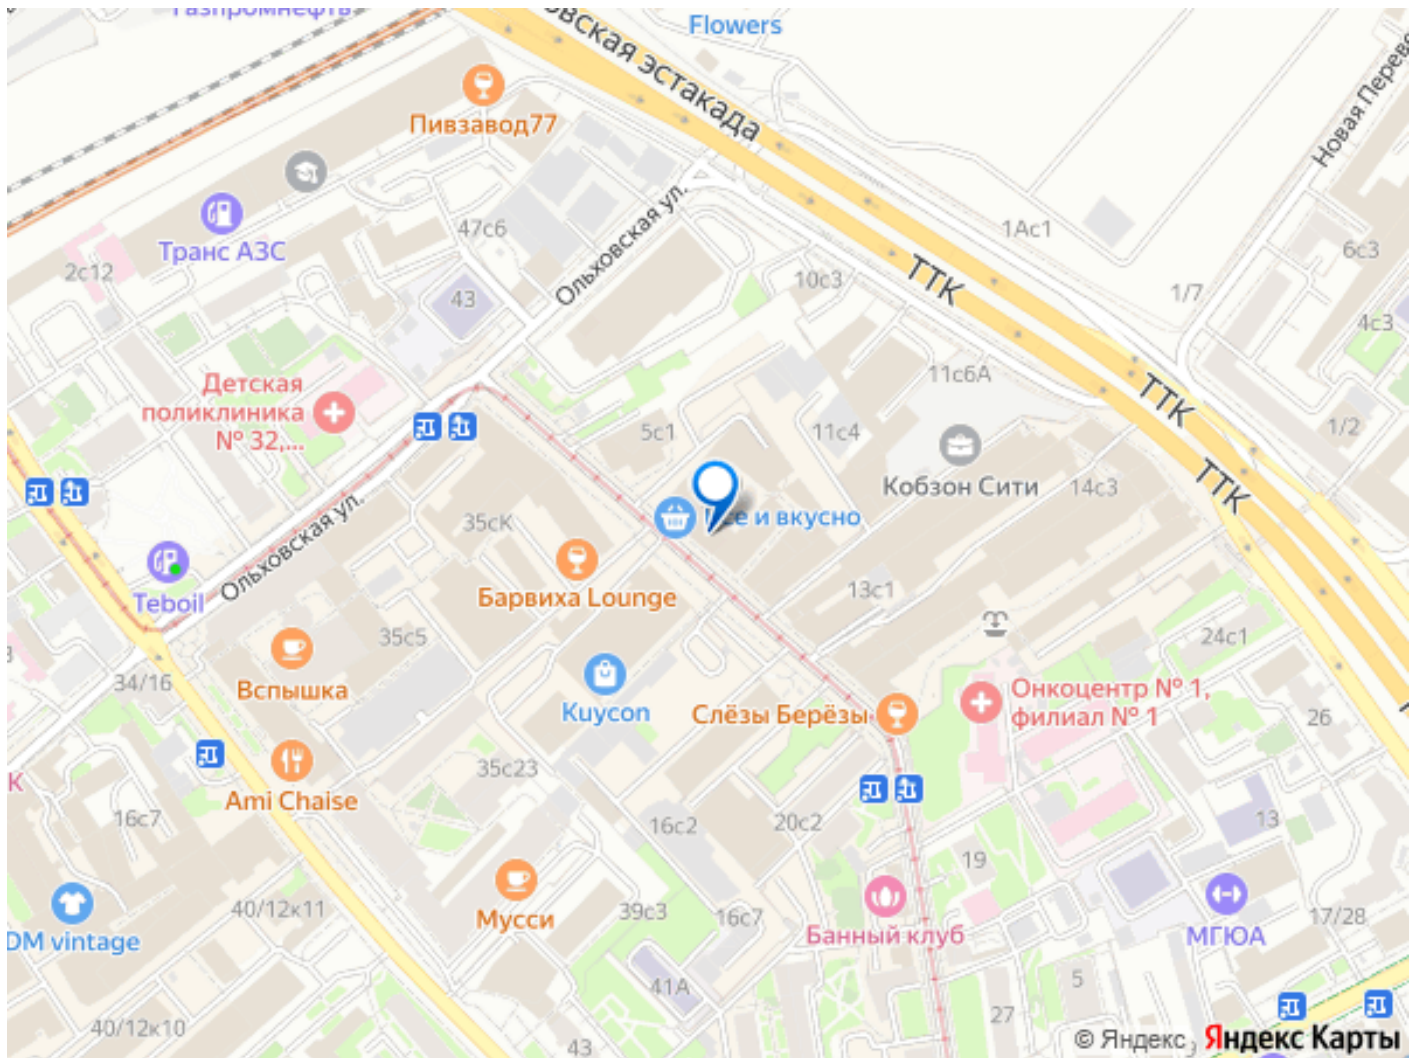 Газпромнефть
Flowers
овская эстакада
Новая Перев
Пивзавод77
Транс АЗС
47с6
Ольховская ул.
1Ас1
6с3
2с12
43
10с3
ТТК
1/7
4с3
Детская
поликлиника
№ 32,...
11с6А
ТТК
5с1
11с4
1/2
Кобзон Сити
14с3
ТТК
35сК
все и вкусно
Ольховская ул.
Teboil
Барвиха Lounge
13с1
35с5
24с1
34/16
Вспышка
Kuycon
Слёзы Берёзы
Онкоцентр № 1,
филиал № 1
26
К
35с23
Ami Chaise
16с7
16с2
20с2
13
19
40/12к11
Мусси
39с3
16с7
17/28
DM vintage
Банный клуб
МГЮА
41А
5
27
40/12к10
43
© Яндекс, Яндекс Карты